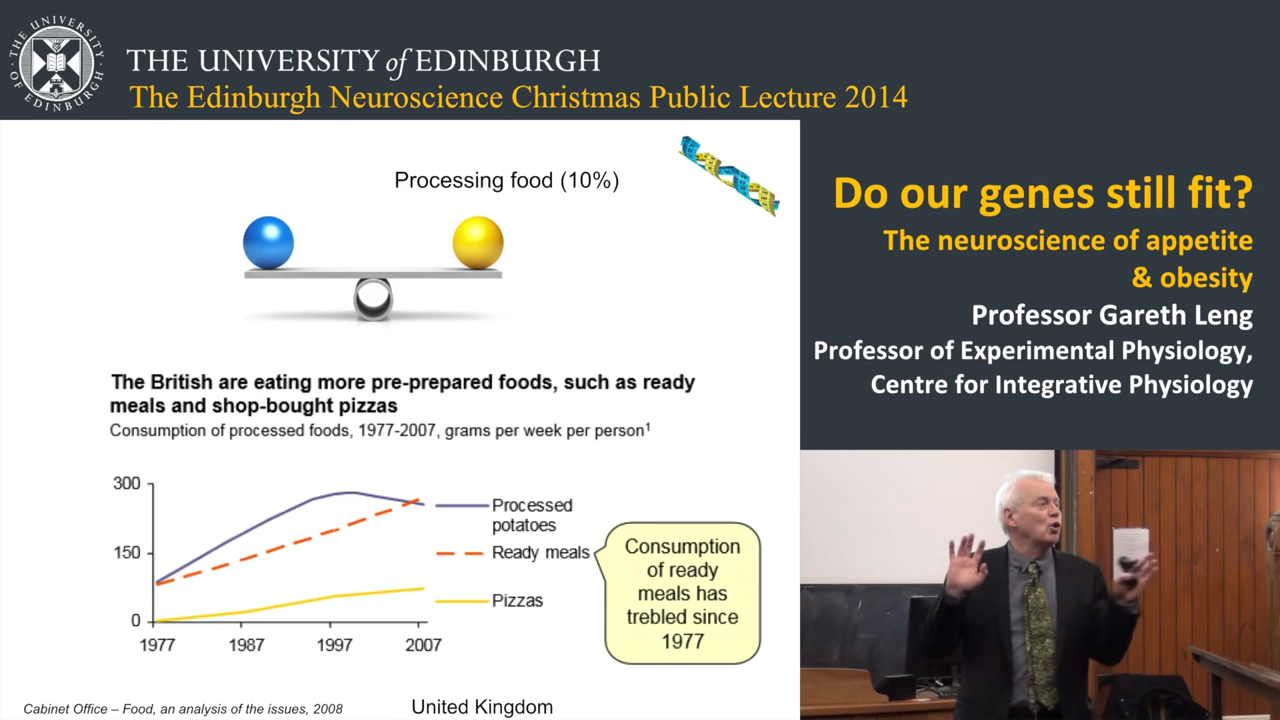 THE UNIVERSITY of EDINBURGH
THE UNIVERSITY of EDINBURGH
The Edinburgh Neuroscience Christmas Public Lecture 2014
Processing food (10%)
The British are eating more pre-prepared foods, such as ready
meals and shop-bought pizzas
Consumption of processed foods, 1977-2007, grams per week per person¹
300
150
0
1977
1987
1997
2007
Processed
potatoes
Ready meals
Pizzas
Consumption
of ready
meals has
trebled since
1977
Cabinet Office – Food, an analysis of the issues, 2008
United Kingdom
Do our genes still fit?
The neuroscience of appetite
& obesity
Professor Gareth Leng
Professor of Experimental Physiology,
Centre for Integrative Physiology